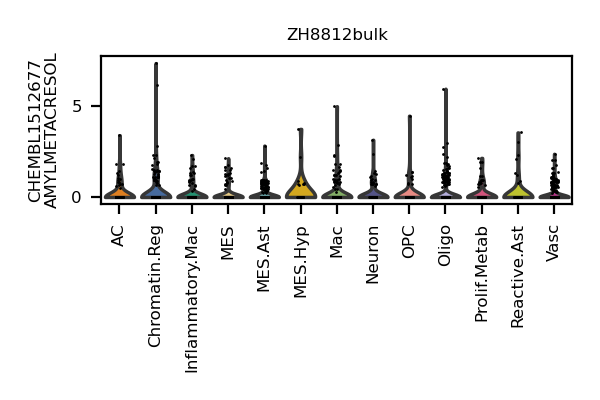 ZH8812bulk
CHEMBL1512677
AMYLMETACRESOL
5
0
AC
Chromatin.Reg
Inflammatory.Mac
MES
MES.Ast
MES.Hyp
Mac
Neuron
OPC
Oligo
Prolif.Metab
Reactive.Ast
Vasc